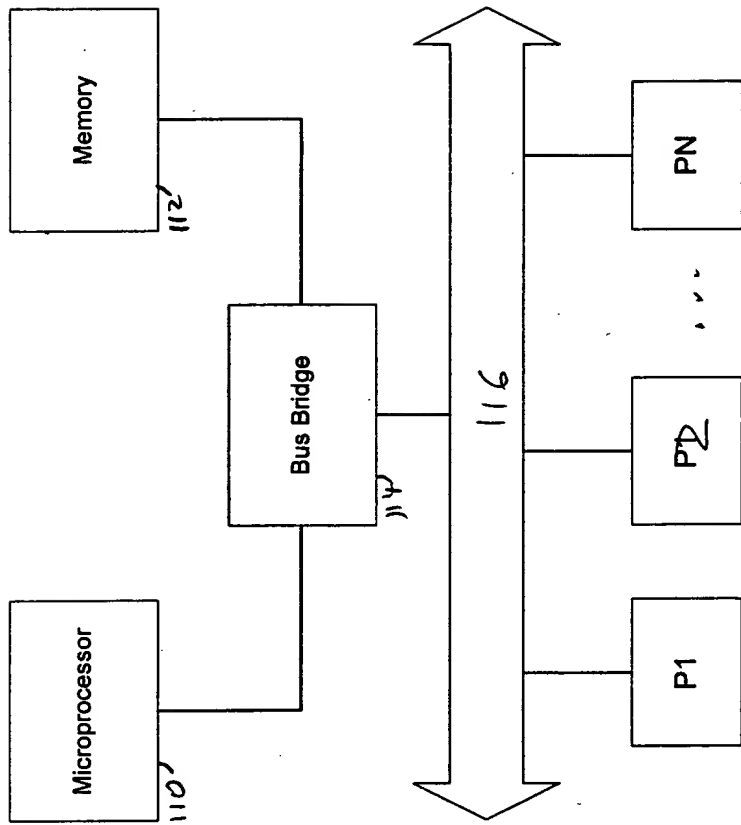 Microprocessor
110
Memory
112
Bus Bridge
114
116
P1
P2
...
PN